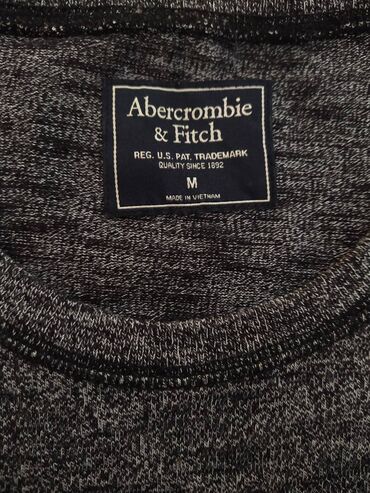 Abercrombie
& Fitch
REG. U.S. PAT. TRADEMARK
QUALITY SINCE 1892
M
MADE IN VIETNAM